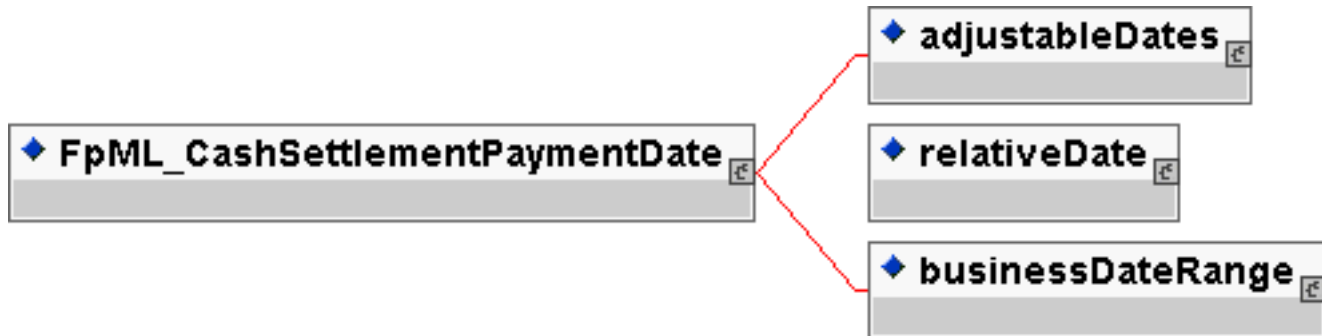 adjustableDates
FpML_CashSettlementPaymentDate
relativeDate
businessDateRange